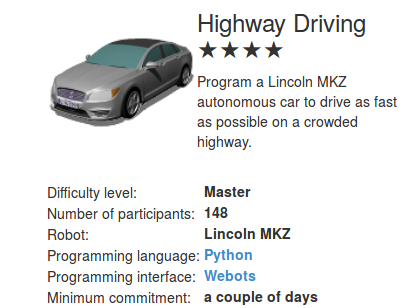 Highway Driving
★★★★
Program a Lincoln MKZ
autonomous car to drive as fast
as possible on a crowded
highway.
Difficulty level: Master
Number of participants: 148
Robot: Lincoln MKZ
Programming language: Python
Programming interface: Webots
Minimum commitment: a couple of days